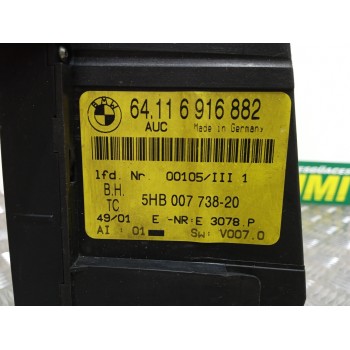 BMW
64.11 6 916 882
AUC Made in Germany
lfd. Nr. 00105/III 1
B.H.
TC 5HB 007 738-20
49/01 E -NR:E 3078.P
AI : 01 SW: V007.0